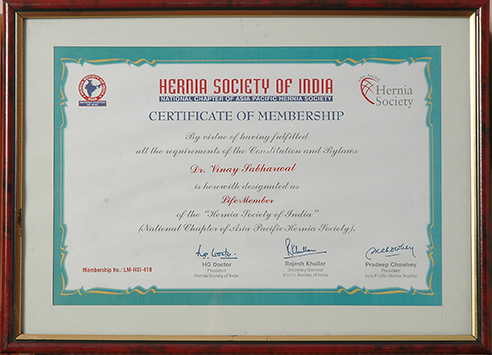 HERNIA SOCIETY OF INDIA
NATIONAL CHAPTER OF ASIA PACIFIC HERNIA SOCIETY
Hernia
Society
CERTIFICATE OF MEMBERSHIP
By virtue of having fulfilled
all the requirements of the Constitution and Bylaws
Dr. Vinay Sabharwal
is herewith designated as
Life Member
of the "Hernia Society of India"
(National Chapter of Asia Pacific Hernia Society).
HG Doctor
President
Hernia Society of India
Rajesh Khullar
Secretary General
Hernia Society of India
Pradeep Chowbey
President
Asia Pacific Hernia Society
Membership No.: LM-HSI-418